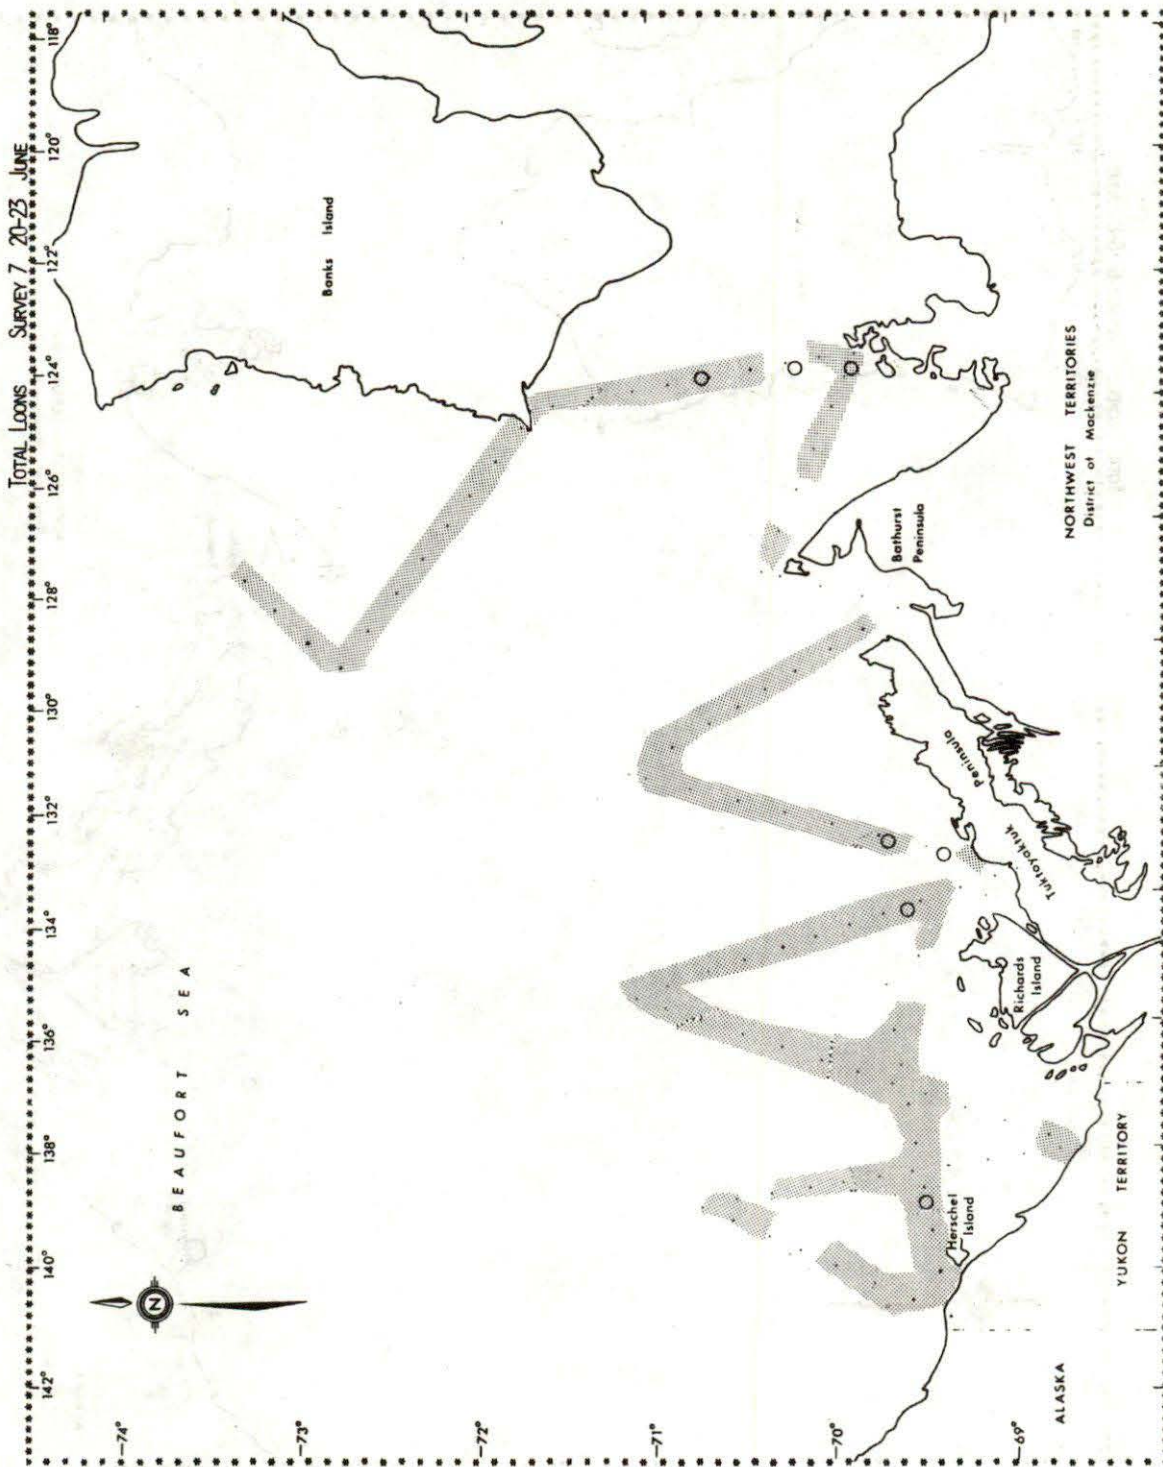 TOTAL LOONS SURVEY 7 20-23 JUNE
142°
140°
138°
136°
134°
132°
130°
128°
126°
124°
122°
120°
118°
74°
73°
72°
71°
70°
69°
N
BEAUFORT SEA
Banks Island
Bathurst
Peninsula
NORTHWEST TERRITORIES
District of Mackenzie
Tuktoyaktuk Peninsula
Richards
Island
Herschel
Island
YUKON TERRITORY
ALASKA